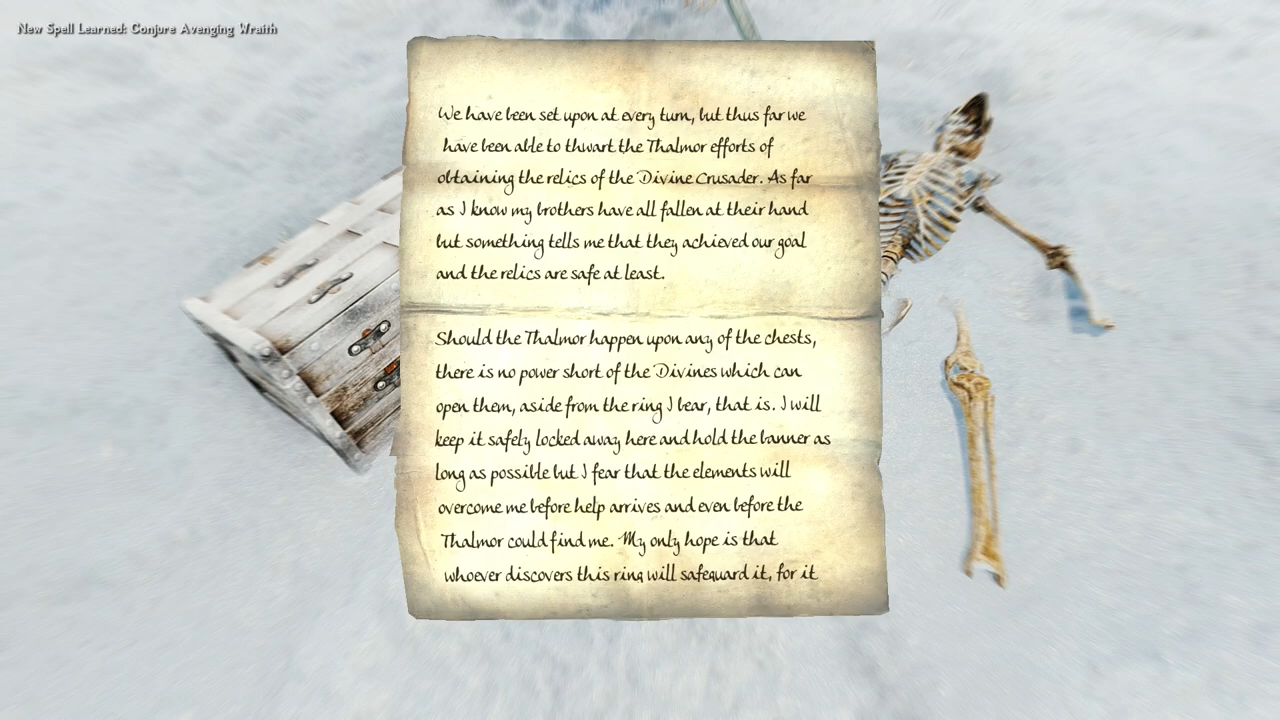 New Spell Learned: Conjure Avenging Wraith
We have been set upon at every turn, but thus far we
have been able to thwart the Thalmor efforts of
obtaining the relics of the Divine Crusader. As far
as I know my brothers have all fallen at their hand
but something tells me that they achieved our goal
and the relics are safe at least.
Should the Thalmor happen upon any of the chests,
there is no power short of the Divines which can
open them, aside from the ring I bear, that is. I will
keep it safely locked away here and hold the banner as
long as possible but I fear that the elements will
overcome me before help arrives and even before the
Thalmor could find me. My only hope is that
whoever discovers this ring will safeguard it, for it